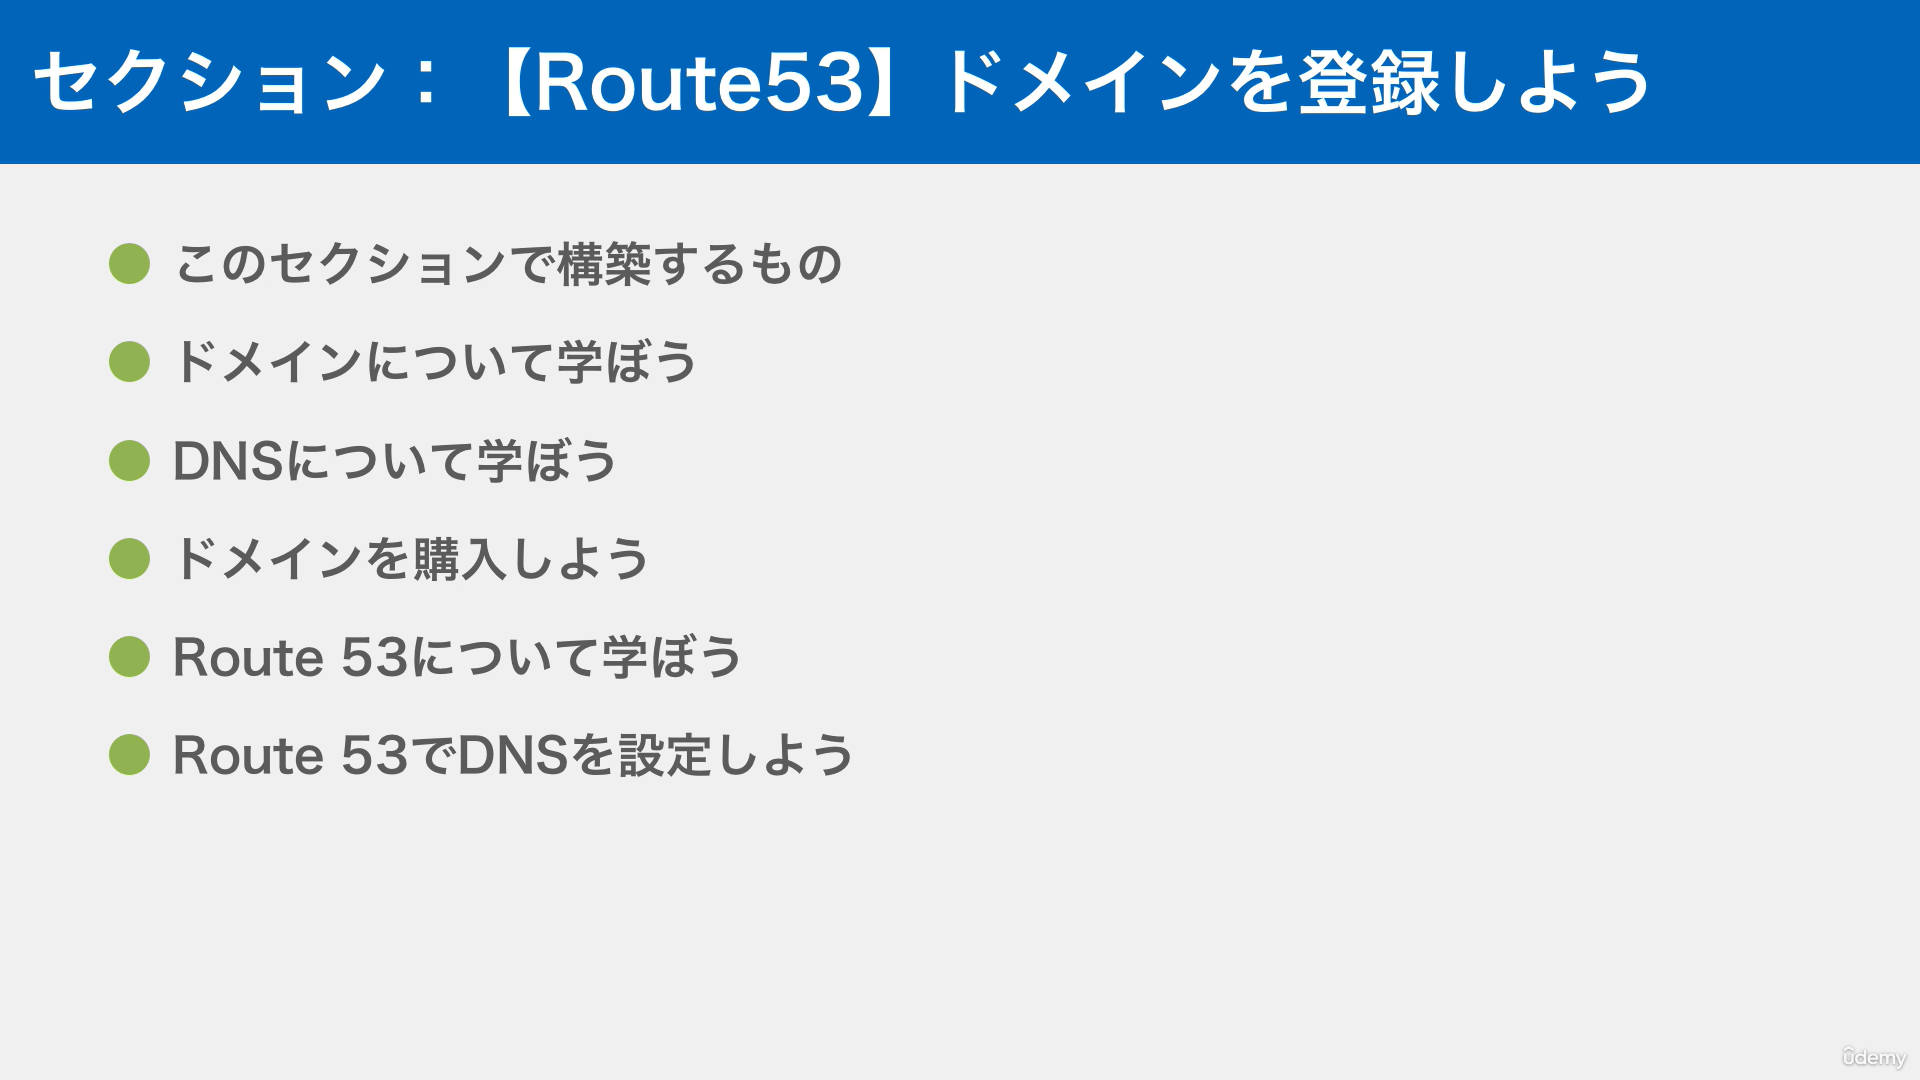 セクション：【Route53】ドメインを登録しよう
このセクションで構築するもの
ドメインについて学ぼう
DNSについて学ぼう
ドメインを購入しよう
Route 53について学ぼう
Route 53でDNSを設定しよう
ûdemy